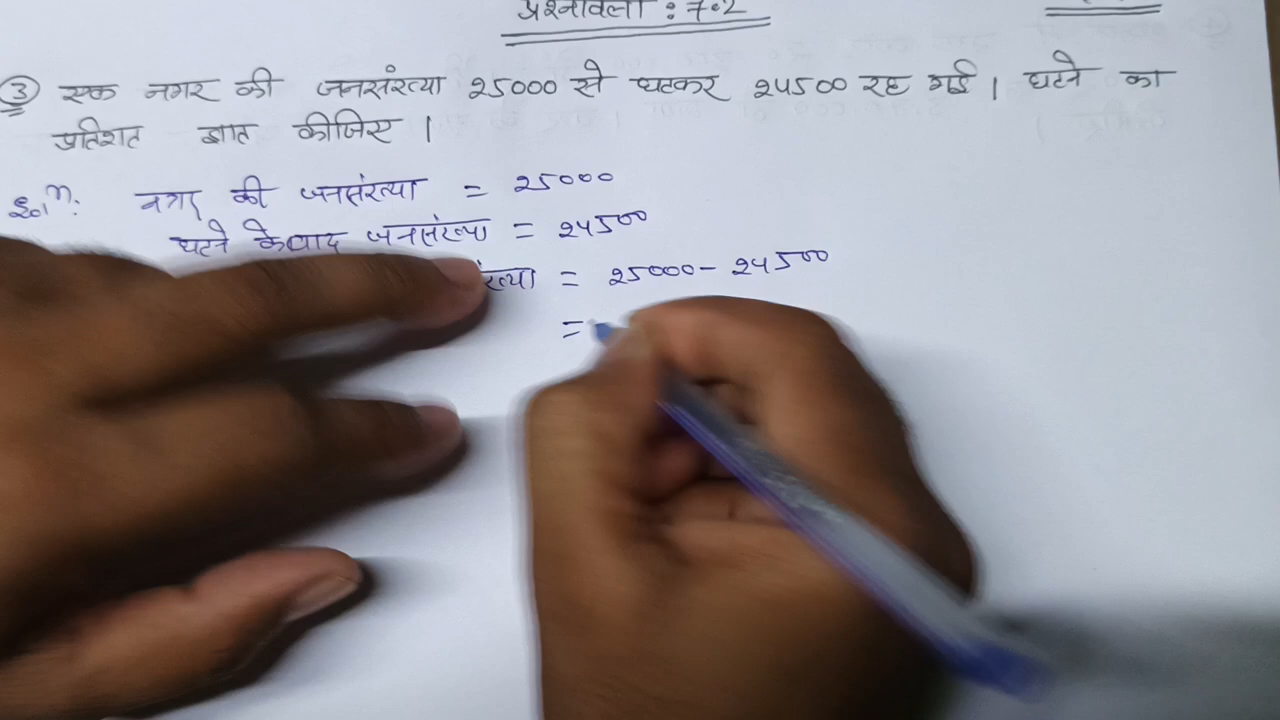 प्रश्नावली : 7.2
③ एक नगर की जनसंख्या 25000 से घटकर 24500 रह गई । घटने का
प्रतिशत ज्ञात कीजिए ।
Solⁿ: नगर की जनसंख्या = 25000
घटने के बाद जनसंख्या = 24500
= 25000 - 24500
=